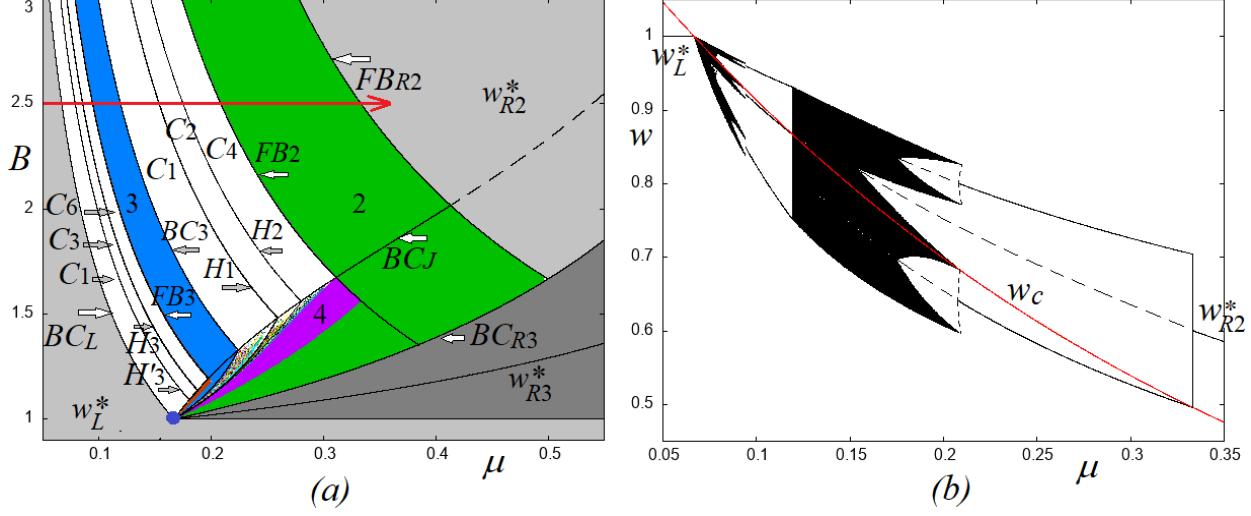 3
2.5
2
1.5
1
B
0.1
0.2
0.3
0.4
0.5
μ
(a)
FBR2
w*R2
C2
C4
C1
FB2
3
2
C6
BC3
H2
C3
H1
BCJ
C1
FB3
4
BCL
H3
BCR3
H'3
w*R3
w*L
1
0.9
0.8
0.7
0.6
0.5
w
w*L
wc
w*R2
0.05
0.1
0.15
0.2
0.25
0.3
0.35
μ
(b)